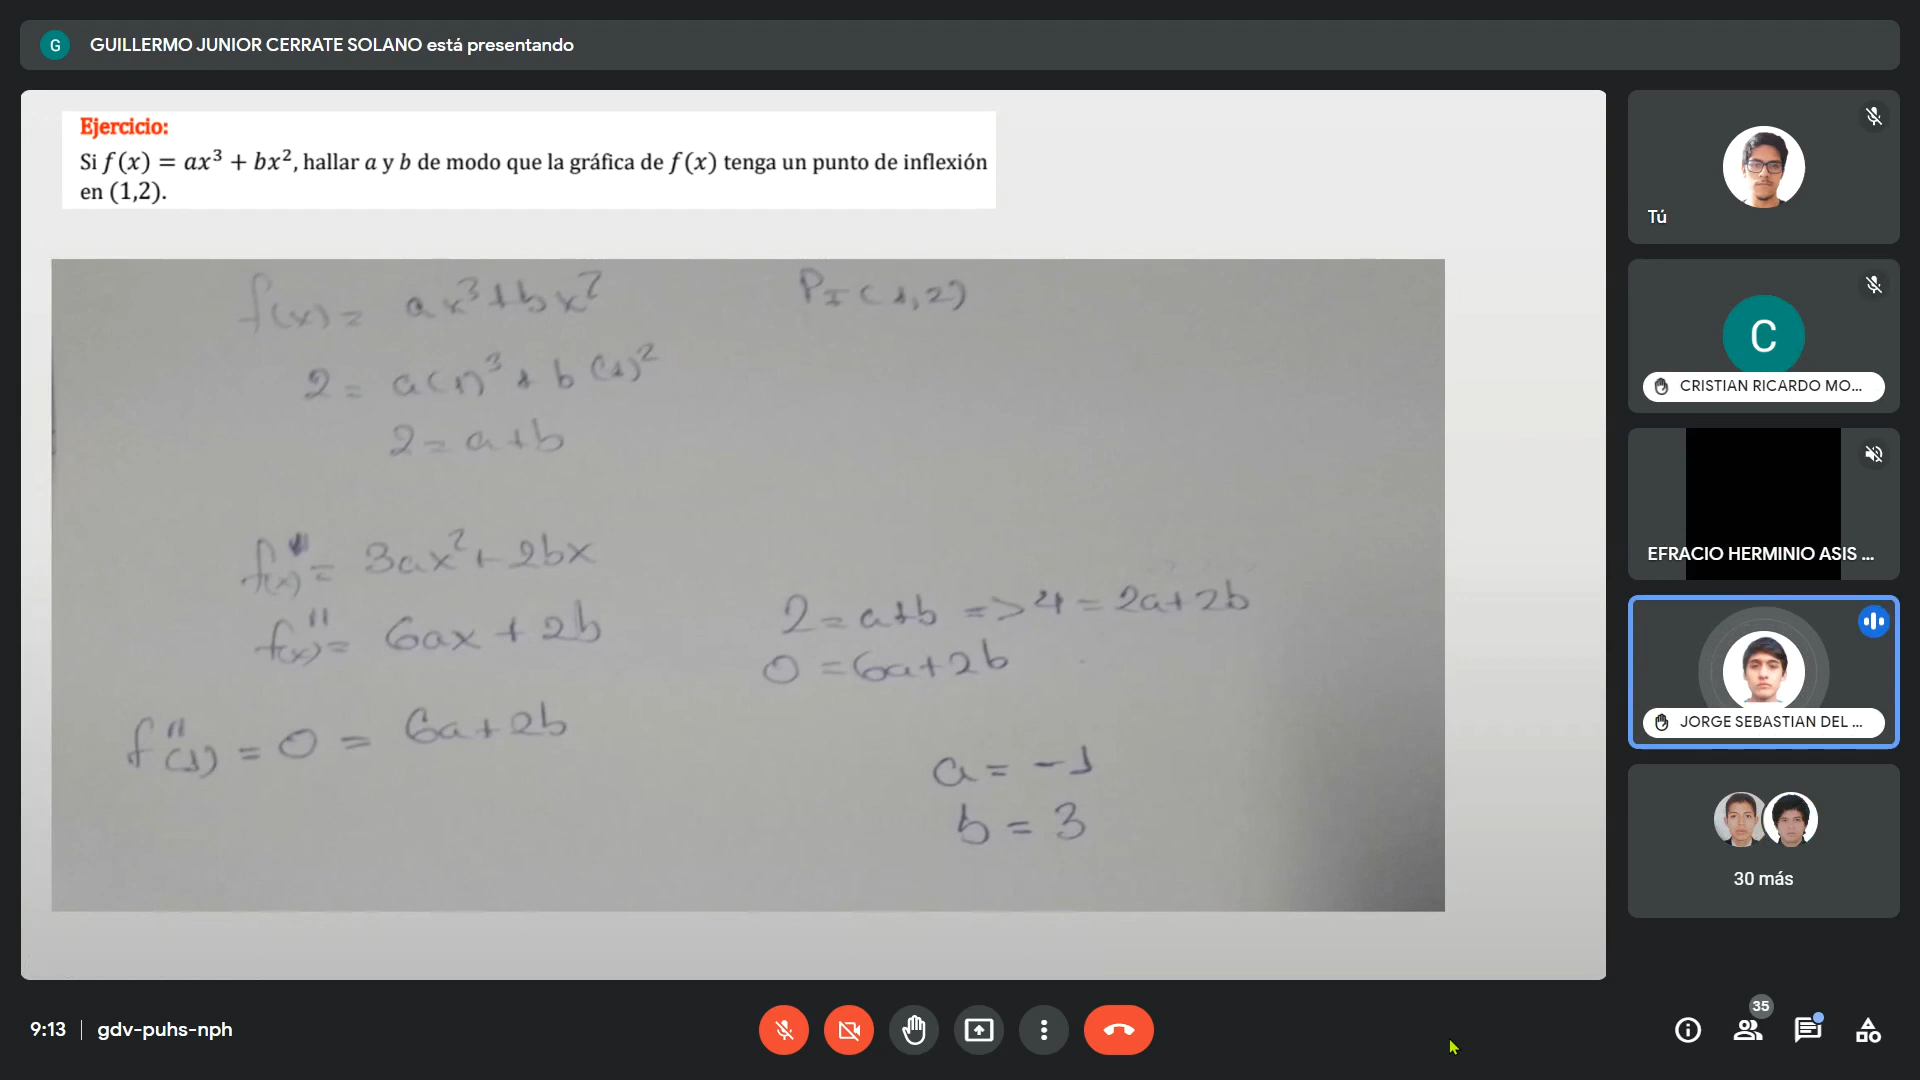 G GUILLERMO JUNIOR CERRATE SOLANO está presentando
Ejercicio:
Si f(x) = ax³ + bx², hallar a y b de modo que la gráfica de f(x) tenga un punto de inflexión
en (1,2).
f(x) = ax³+bx²
PI(1,2)
2 = a(1)³ + b(1)²
2 = a+b
f'(x) = 3ax² + 2bx
f''(x) = 6ax + 2b
f''(1) = 0 = 6a+2b
2 = a+b => 4 = 2a+2b
0 = 6a+2b
a = -1
b = 3
Tú
C
CRISTIAN RICARDO MO...
EFRACIO HERMINIO ASIS ...
JORGE SEBASTIAN DEL ...
30 más
9:13 | gdv-puhs-nph
35